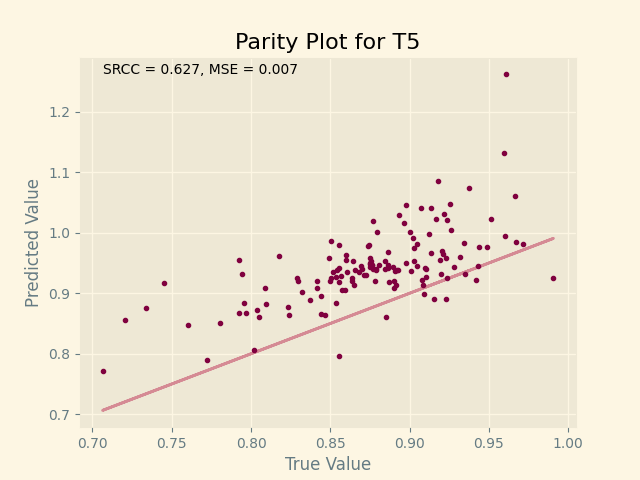 Parity Plot for T5
SRCC = 0.627, MSE = 0.007
Predicted Value
1.2
1.1
1.0
0.9
0.8
0.7
0.70 0.75 0.80 0.85 0.90 0.95 1.00
True Value